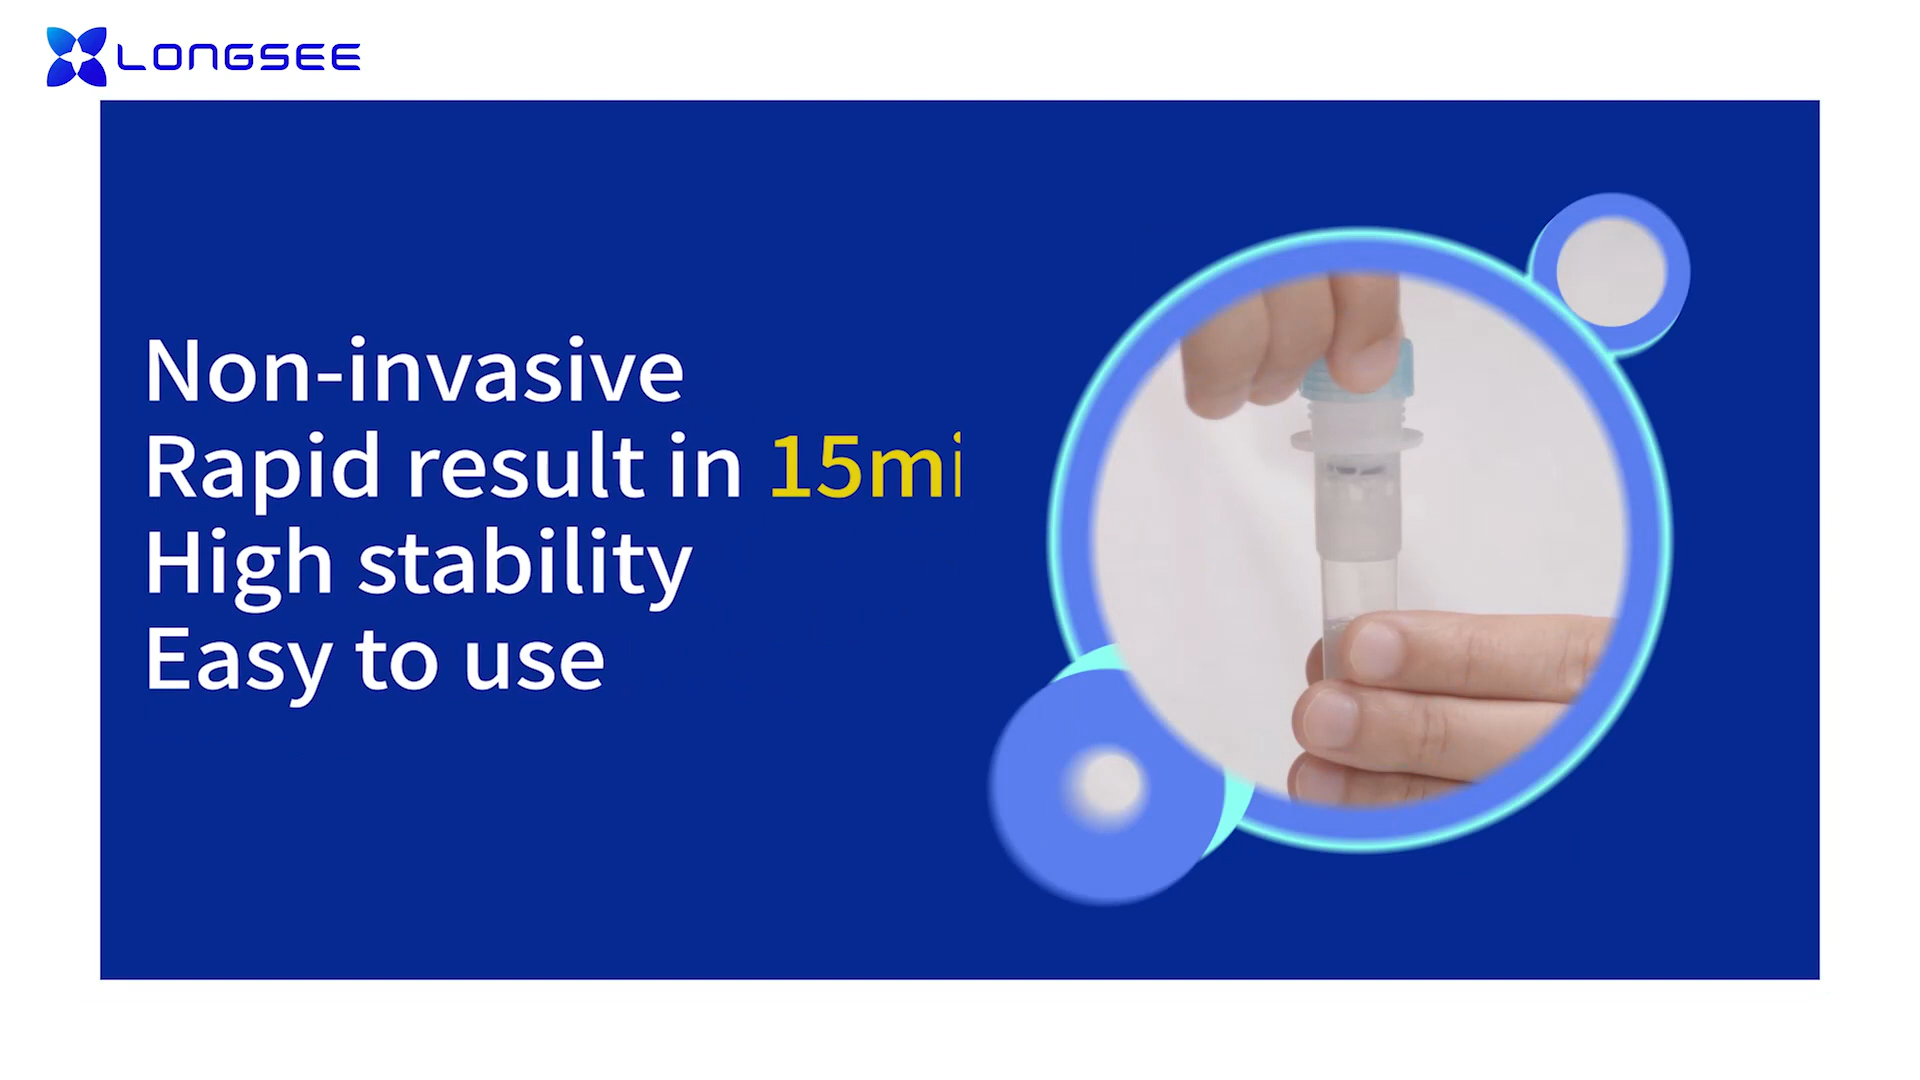 LONGSEE
Non-invasive
Rapid result in 15mi
High stability
Easy to use